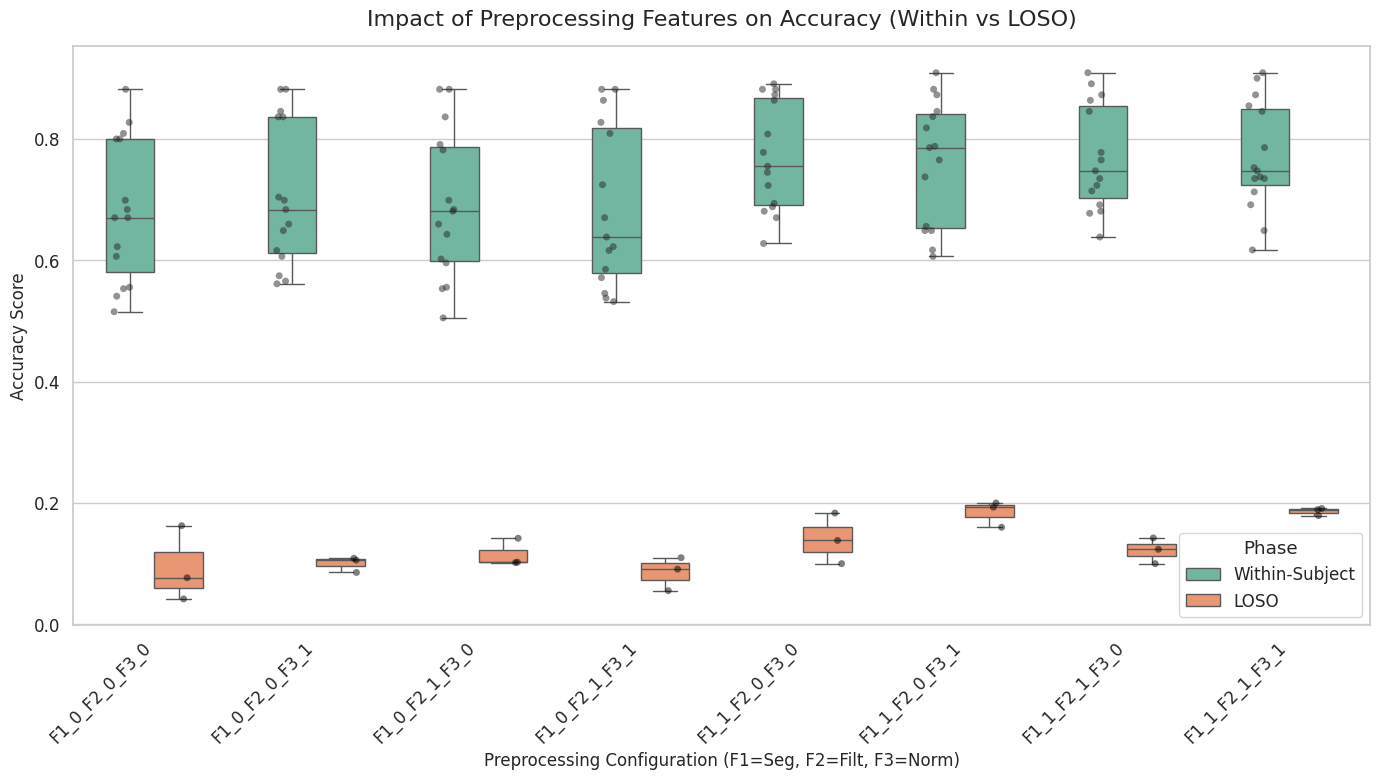 Impact of Preprocessing Features on Accuracy (Within vs LOSO)
Accuracy Score
0.8
0.6
0.4
0.2
0.0
Phase
Within-Subject
LOSO
F1_0_F2_0_F3_0
F1_0_F2_0_F3_1
F1_0_F2_1_F3_0
F1_0_F2_1_F3_1
F1_1_F2_0_F3_0
F1_1_F2_0_F3_1
F1_1_F2_1_F3_0
F1_1_F2_1_F3_1
Preprocessing Configuration (F1=Seg, F2=Filt, F3=Norm)